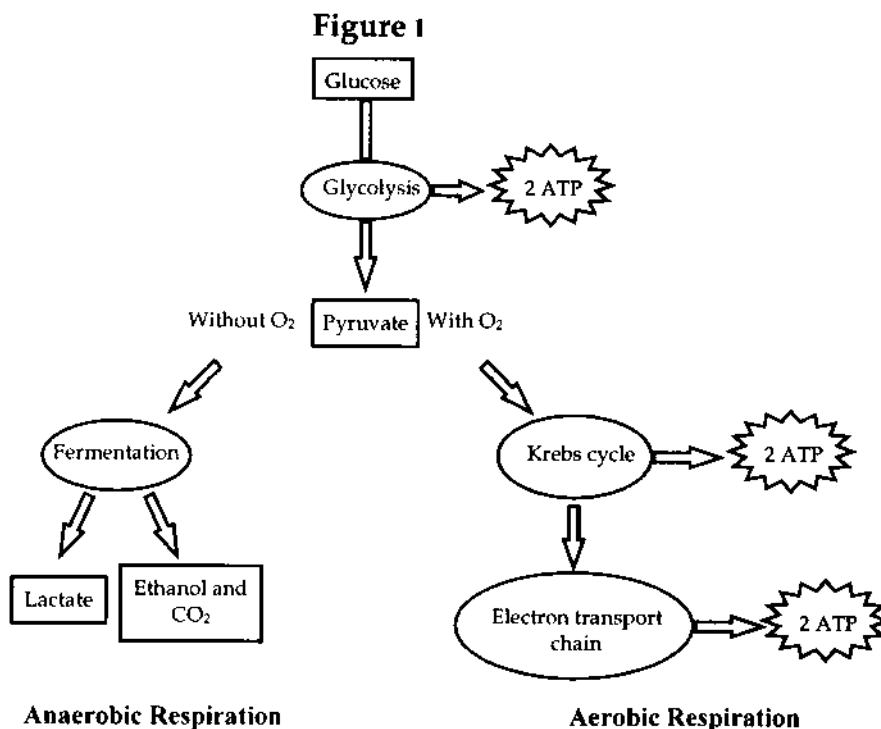 Figure 1
Glucose
Glycolysis
2 ATP
Without O₂
Pyruvate
With O₂
Fermentation
Krebs cycle
2 ATP
Lactate
Ethanol and
CO₂
Electron transport
chain
2 ATP
Anaerobic Respiration
Aerobic Respiration